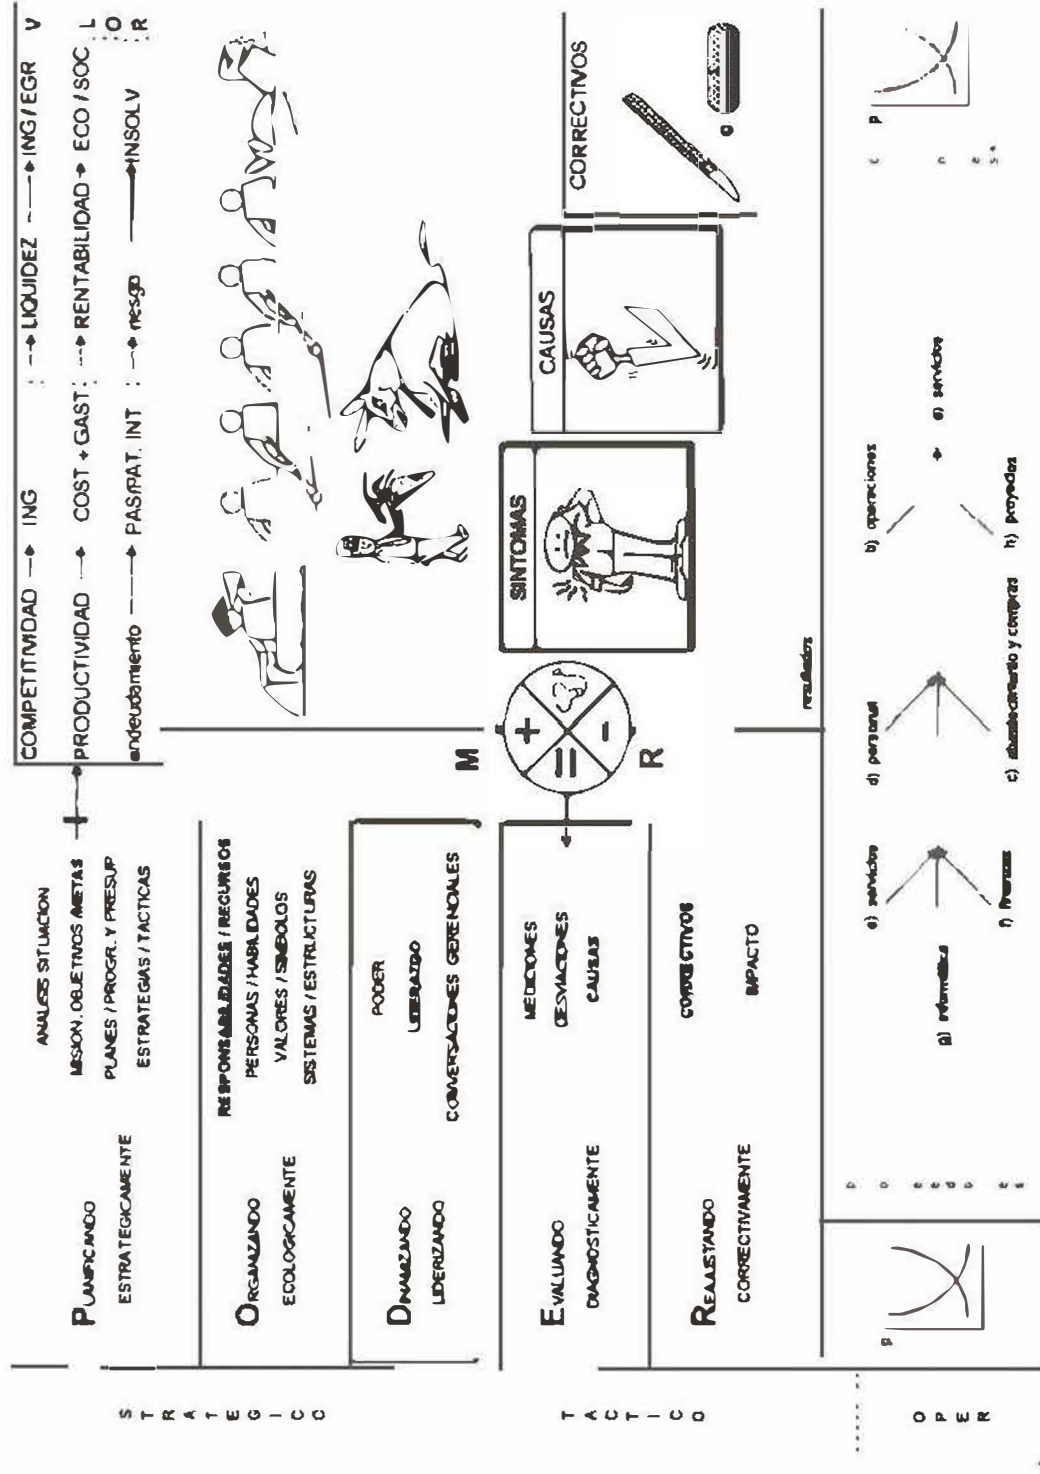 COMPETITIVIDAD → ING : --→ LIQUIDEZ ---→ ING / EGR V
PRODUCTIVIDAD ---→ COST + GAST : --→ RENTABILIDAD → ECO / SOC L
O
endeudamiento ——→ PAS/PAT. INT : --→ riesgo ——→ INSOLV R
ANALISIS SITUACION
MISION. OBJETIVOS /METAS
PLANES / PROGR. Y PRESUP
ESTRATEGIAS / TACTICAS
PLANIFICANDO
ESTRATEGICAMENTE
RESPONSABILIDADES / RECURSOS
PERSONAS / HABILIDADES
VALORES / SIMBOLOS
SISTEMAS / ESTRUCTURAS
ORGANIZANDO
ECOLOGICAMENTE
PODER
LIDERAZGO
CONVERSACIONES GERENCIALES
DINAMIZANDO
LIDERIZANDO
MEDICIONES
DESVIACIONES
CAUSAS
EVALUANDO
DIAGNOSTICAMENTE
CORRECTIVOS
IMPACTO
REAJUSTANDO
CORRECTIVAMENTE
M
+
=
-
R
SINTOMAS
CAUSAS
CORRECTIVOS
resultados
S T R A T E G I C O
T A C T I C O
O P E R
e) servicios
d) personal
b) operaciones
g) informática
a) servicios
f) finanzas
c) abastecimiento y compras
h) proyectos
P